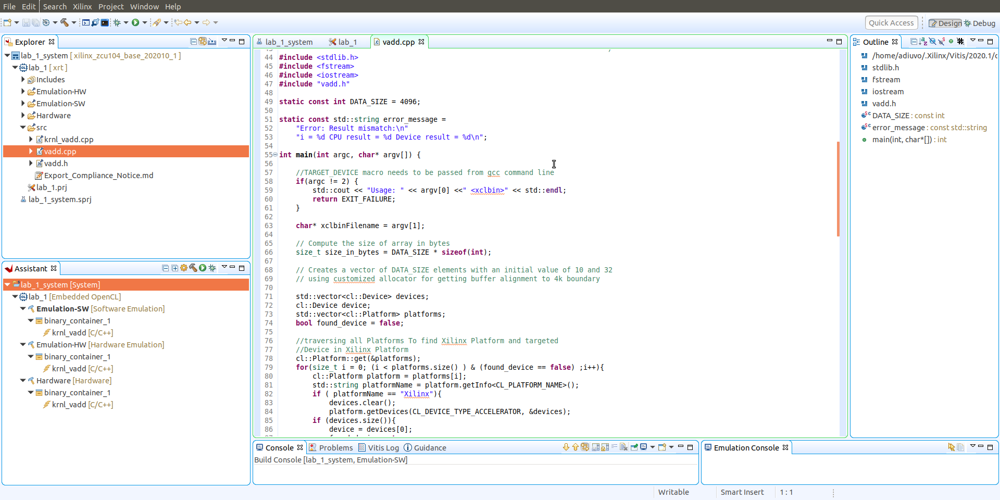 File Edit Search Xilinx Project Window Help
Quick Access
Design Debug
Explorer
lab_1_system [ xilinx_zcu104_base_202010_1 ]
lab_1 [ xrt ]
Includes
Emulation-HW
Emulation-SW
Hardware
src
krnl_vadd.cpp
vadd.cpp
vadd.h
Export_Compliance_Notice.md
lab_1.prj
lab_1_system.sprj
Assistant
lab_1_system [System]
lab_1 [Embedded OpenCL]
Emulation-SW [Software Emulation]
binary_container_1
krnl_vadd [C/C++]
Emulation-HW [Hardware Emulation]
binary_container_1
krnl_vadd [C/C++]
Hardware [Hardware]
binary_container_1
krnl_vadd [C/C++]
lab_1_system lab_1 vadd.cpp
44 #include <stdlib.h>
45 #include <fstream>
46 #include <iostream>
47 #include "vadd.h"
48
49 static const int DATA_SIZE = 4096;
50
51 static const std::string error_message =
52     "Error: Result mismatch:\n"
53     "i = %d CPU result = %d Device result = %d\n";
54
55 int main(int argc, char* argv[]) {
56
57     //TARGET_DEVICE macro needs to be passed from gcc command line
58     if(argc != 2) {
59         std::cout << "Usage: " << argv[0] <<" <xclbin>" << std::endl;
60         return EXIT_FAILURE;
61     }
62
63     char* xclbinFilename = argv[1];
64
65     // Compute the size of array in bytes
66     size_t size_in_bytes = DATA_SIZE * sizeof(int);
67
68     // Creates a vector of DATA_SIZE elements with an initial value of 10 and 32
69     // using customized allocator for getting buffer alignment to 4k boundary
70
71     std::vector<cl::Device> devices;
72     cl::Device device;
73     std::vector<cl::Platform> platforms;
74     bool found_device = false;
75
76     //traversing all Platforms To find Xilinx Platform and targeted
77     //Device in Xilinx Platform
78     cl::Platform::get(&platforms);
79     for(size_t i = 0; (i < platforms.size() ) & (found_device == false) ;i++){
80         cl::Platform platform = platforms[i];
81         std::string platformName = platform.getInfo<CL_PLATFORM_NAME>();
82         if ( platformName == "Xilinx"){
83             devices.clear();
84             platform.getDevices(CL_DEVICE_TYPE_ACCELERATOR, &devices);
85         if (devices.size()){
86             device = devices[0];
Outline
/home/adiuvo/.Xilinx/Vitis/2020.1/
stdlib.h
fstream
iostream
vadd.h
DATA_SIZE : const int
error_message : const std::string
main(int, char*[]) : int
Console Problems Vitis Log Guidance
Build Console [lab_1_system, Emulation-SW]
Emulation Console
Writable Smart Insert 1 : 1